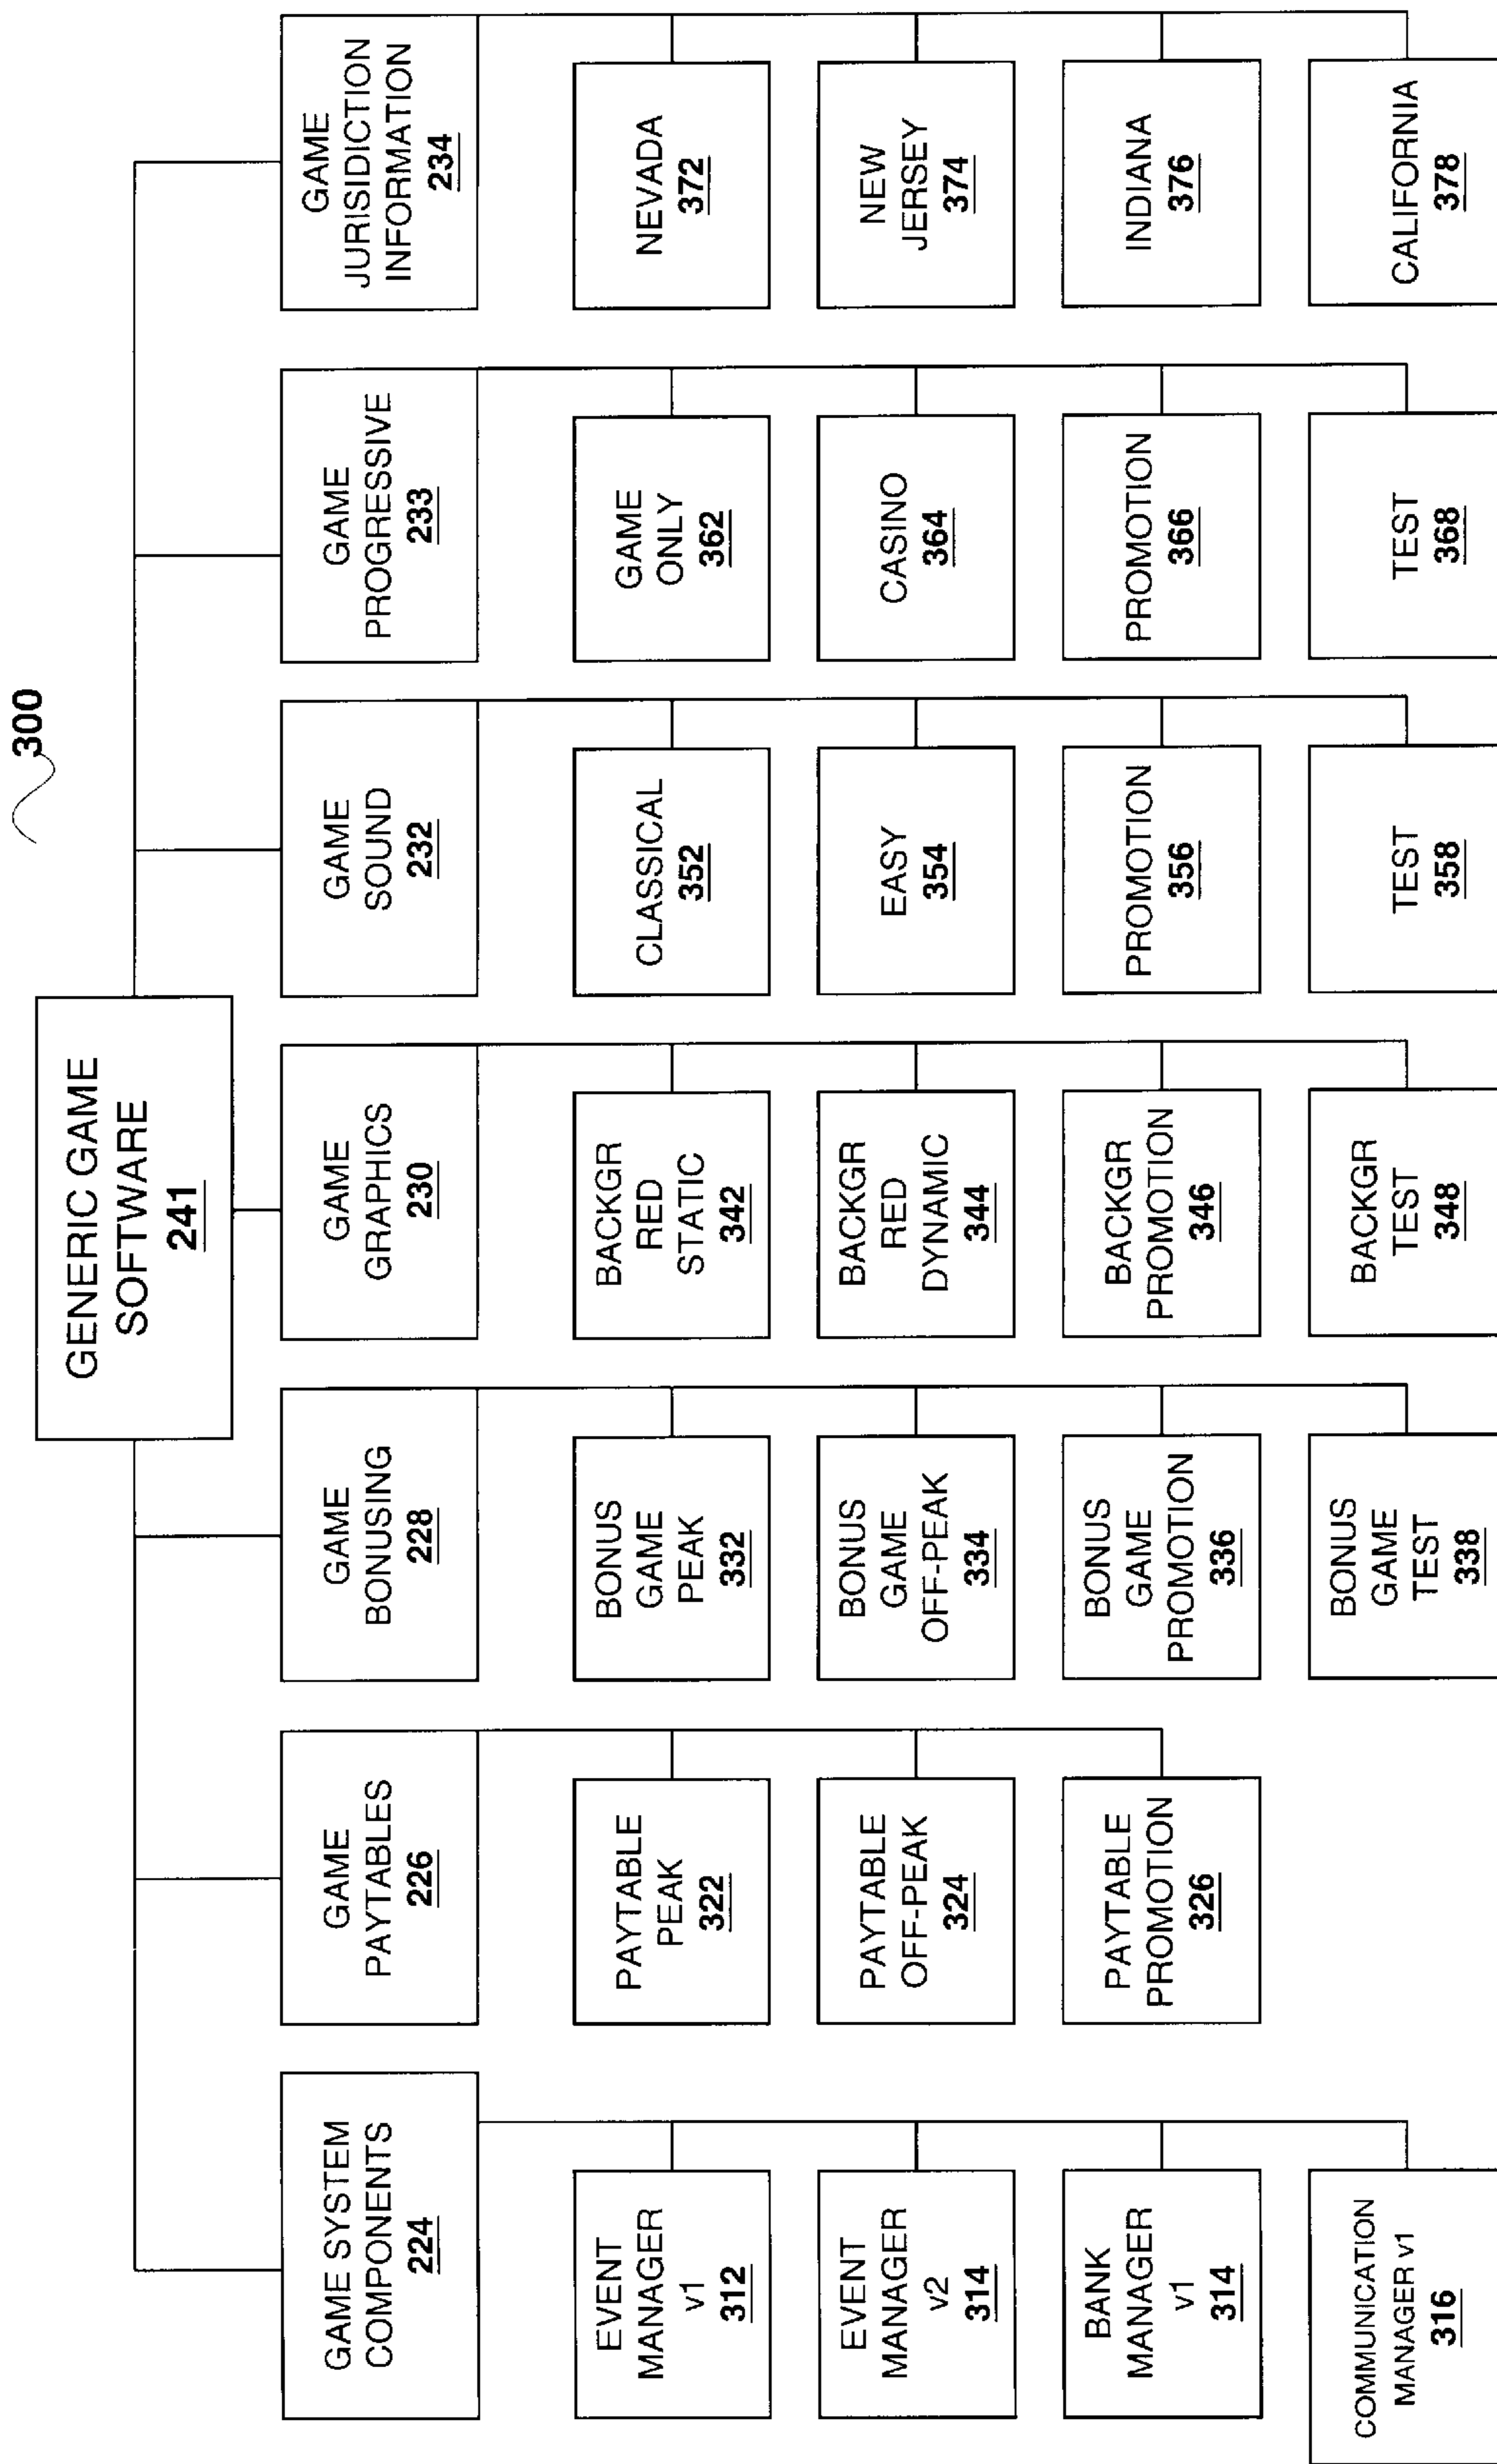 300
GENERIC GAME
SOFTWARE
241
GAME SYSTEM
COMPONENTS
224
EVENT
MANAGER
v1
312
EVENT
MANAGER
v2
314
BANK
MANAGER
v1
314
COMMUNICATION
MANAGER v1
316
GAME
PAYTABLES
226
PAYTABLE
PEAK
322
PAYTABLE
OFF-PEAK
324
PAYTABLE
PROMOTION
326
GAME
BONUSING
228
BONUS
GAME
PEAK
332
BONUS
GAME
OFF-PEAK
334
BONUS
GAME
PROMOTION
336
BONUS
GAME
TEST
338
GAME
GRAPHICS
230
BACKGR
RED
STATIC
342
BACKGR
RED
DYNAMIC
344
BACKGR
PROMOTION
346
BACKGR
TEST
348
GAME
SOUND
232
CLASSICAL
352
EASY
354
PROMOTION
356
TEST
358
GAME
PROGRESSIVE
233
GAME
ONLY
362
CASINO
364
PROMOTION
366
TEST
368
GAME
JURISIDICTION
INFORMATION
234
NEVADA
372
NEW
JERSEY
374
INDIANA
376
CALIFORNIA
378